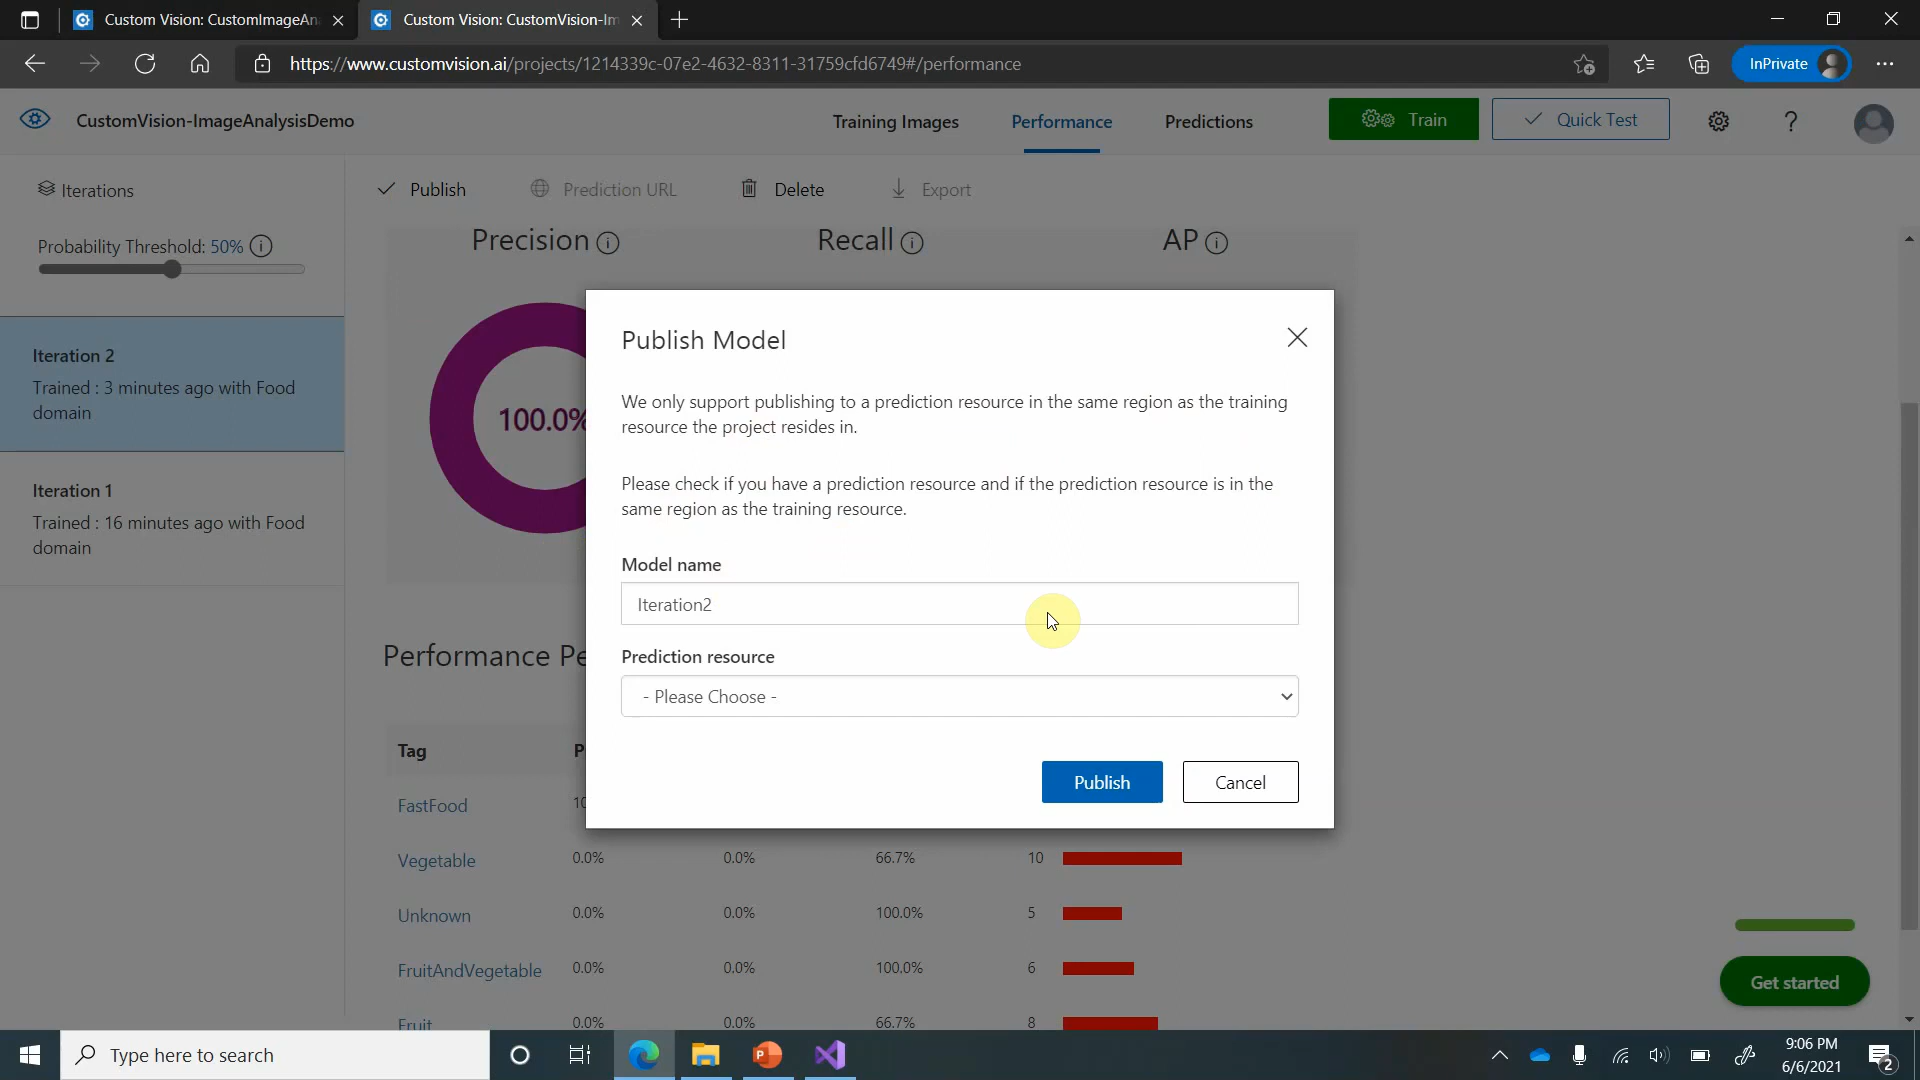 Custom Vision: CustomImageAn
Custom Vision: CustomVision-Im
https://www.customvision.ai/projects/1214339c-07e2-4632-8311-31759cfd6749#/performance
InPrivate
CustomVision-ImageAnalysisDemo
Training Images
Performance
Predictions
Train
Quick Test
?
Iterations
Publish
Prediction URL
Delete
Export
Probability Threshold: 50%
Precision
Recall
AP
Iteration 2
Trained : 3 minutes ago with Food
domain
Iteration 1
Trained : 16 minutes ago with Food
domain
100.0%
Publish Model
We only support publishing to a prediction resource in the same region as the training
resource the project resides in.
Please check if you have a prediction resource and if the prediction resource is in the
same region as the training resource.
Model name
Iteration2
Prediction resource
- Please Choose -
Publish
Cancel
Performance Pe
Tag
P
FastFood
10
Vegetable 0.0% 0.0% 66.7% 10
Unknown 0.0% 0.0% 100.0% 5
FruitAndVegetable 0.0% 0.0% 100.0% 6
Fruit 0.0% 0.0% 66.7% 8
Get started
Type here to search
9:06 PM
6/6/2021
2